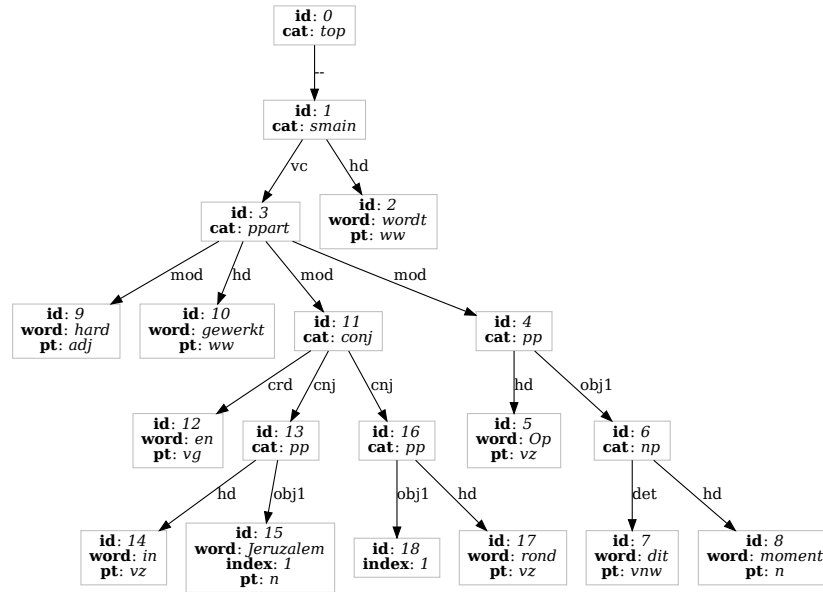 id: 0
cat: top
--
id: 1
cat: smain
vc
hd
id: 3
cat: ppart
id: 2
word: wordt
pt: ww
mod
hd
mod
mod
id: 9
word: hard
pt: adj
id: 10
word: gewerkt
pt: ww
id: 11
cat: conj
id: 4
cat: pp
crd
cnj
cnj
hd
obj1
id: 12
word: en
pt: vg
id: 13
cat: pp
id: 16
cat: pp
id: 5
word: Op
pt: vz
id: 6
cat: np
hd
obj1
obj1
hd
det
hd
id: 14
word: in
pt: vz
id: 15
word: Jeruzalem
index: 1
pt: n
id: 18
index: 1
id: 17
word: rond
pt: vz
id: 7
word: dit
pt: vnw
id: 8
word: moment
pt: n